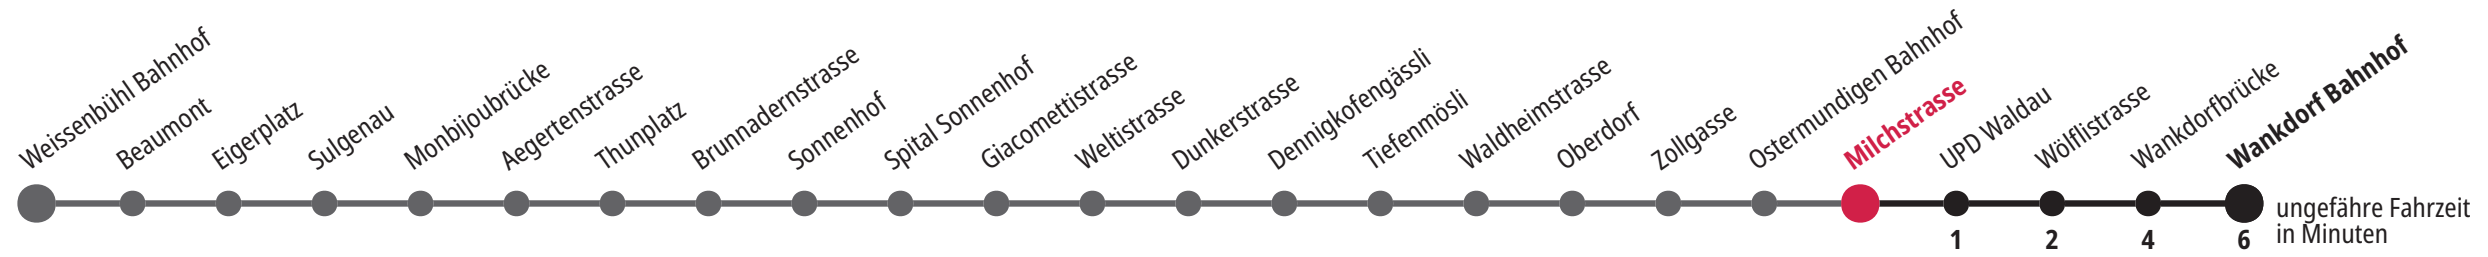 Weissenbühl Bahnhof
Beaumont
Eigerplatz
Sulgenau
Monbijoubrücke
Aegertenstrasse
Thunplatz
Brunnadernstrasse
Sonnenhof
Spital Sonnenhof
Giacomettistrasse
Weltistrasse
Dunkerstrasse
Dennigkofengässli
Tiefenmösli
Waldheimstrasse
Oberdorf
Zollgasse
Ostermundigen Bahnhof
Milchstrasse
UPD Waldau
Wölflistrasse
Wankdorfbrücke
Wankdorf Bahnhof
1 2 4 6
ungefähre Fahrzeit
in Minuten